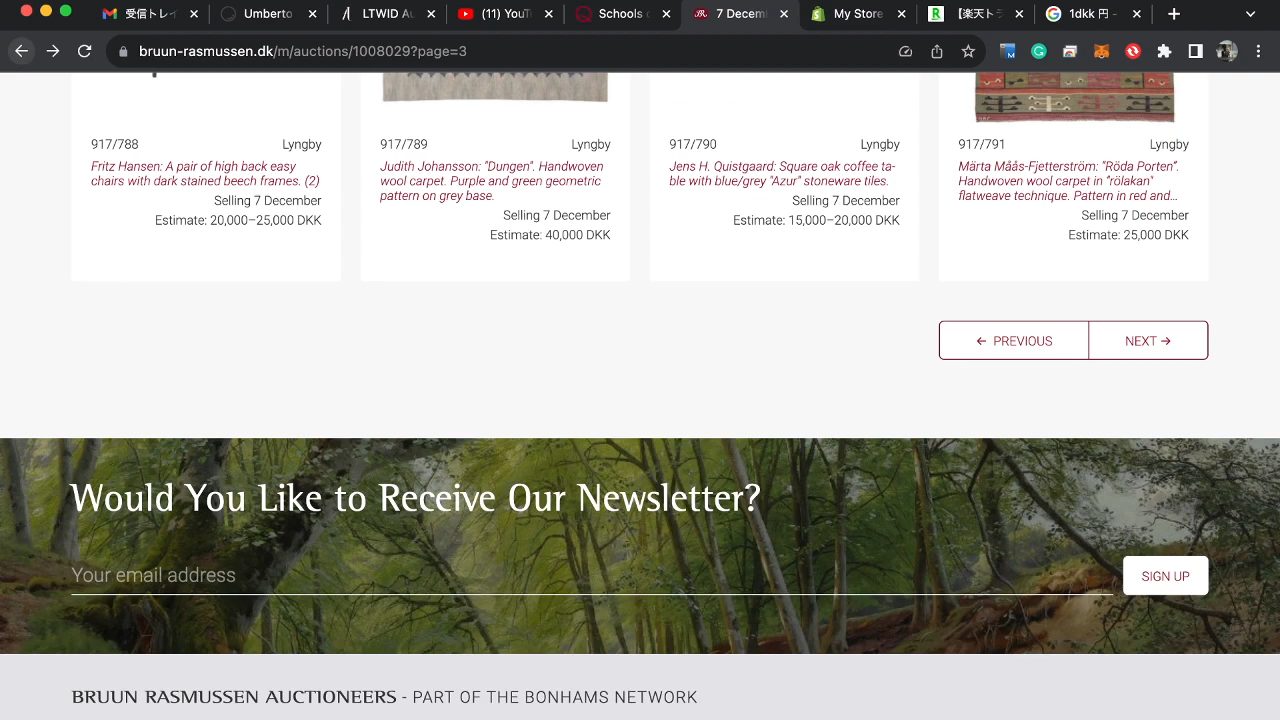 受信トレイ
Umberto
LTWID Au
(11) YouTu
Schools o
7 Decemb
My Store
【楽天トラ
1dkk 円 -
bruun-rasmussen.dk/m/auctions/1008029?page=3
917/788 Lyngby
Fritz Hansen: A pair of high back easy
chairs with dark stained beech frames. (2)
Selling 7 December
Estimate: 20,000–25,000 DKK
917/789 Lyngby
Judith Johansson: "Dungen". Handwoven
wool carpet. Purple and green geometric
pattern on grey base.
Selling 7 December
Estimate: 40,000 DKK
917/790 Lyngby
Jens H. Quistgaard: Square oak coffee ta-
ble with blue/grey "Azur" stoneware tiles.
Selling 7 December
Estimate: 15,000–20,000 DKK
917/791 Lyngby
Märta Måås-Fjetterström: "Röda Porten".
Handwoven wool carpet in "rölakan"
flatweave technique. Pattern in red and...
Selling 7 December
Estimate: 25,000 DKK
← PREVIOUS
NEXT →
Would You Like to Receive Our Newsletter?
Your email address
SIGN UP
BRUUN RASMUSSEN AUCTIONEERS - PART OF THE BONHAMS NETWORK